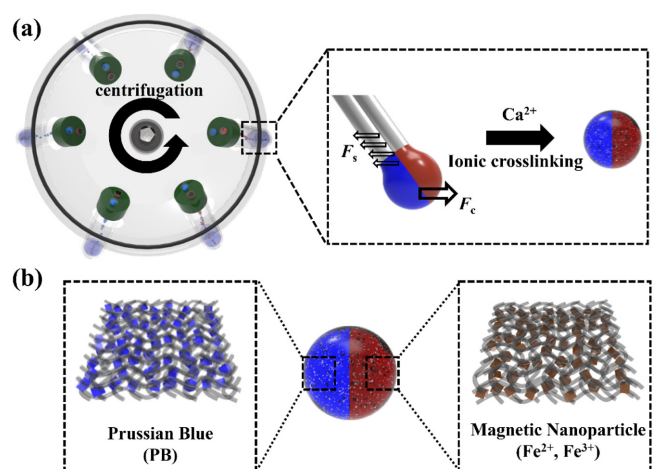 (a)
centrifugation
Fs
Fc
Ca²⁺
Ionic crosslinking
(b)
Prussian Blue
(PB)
Magnetic Nanoparticle
(Fe²⁺, Fe³⁺)